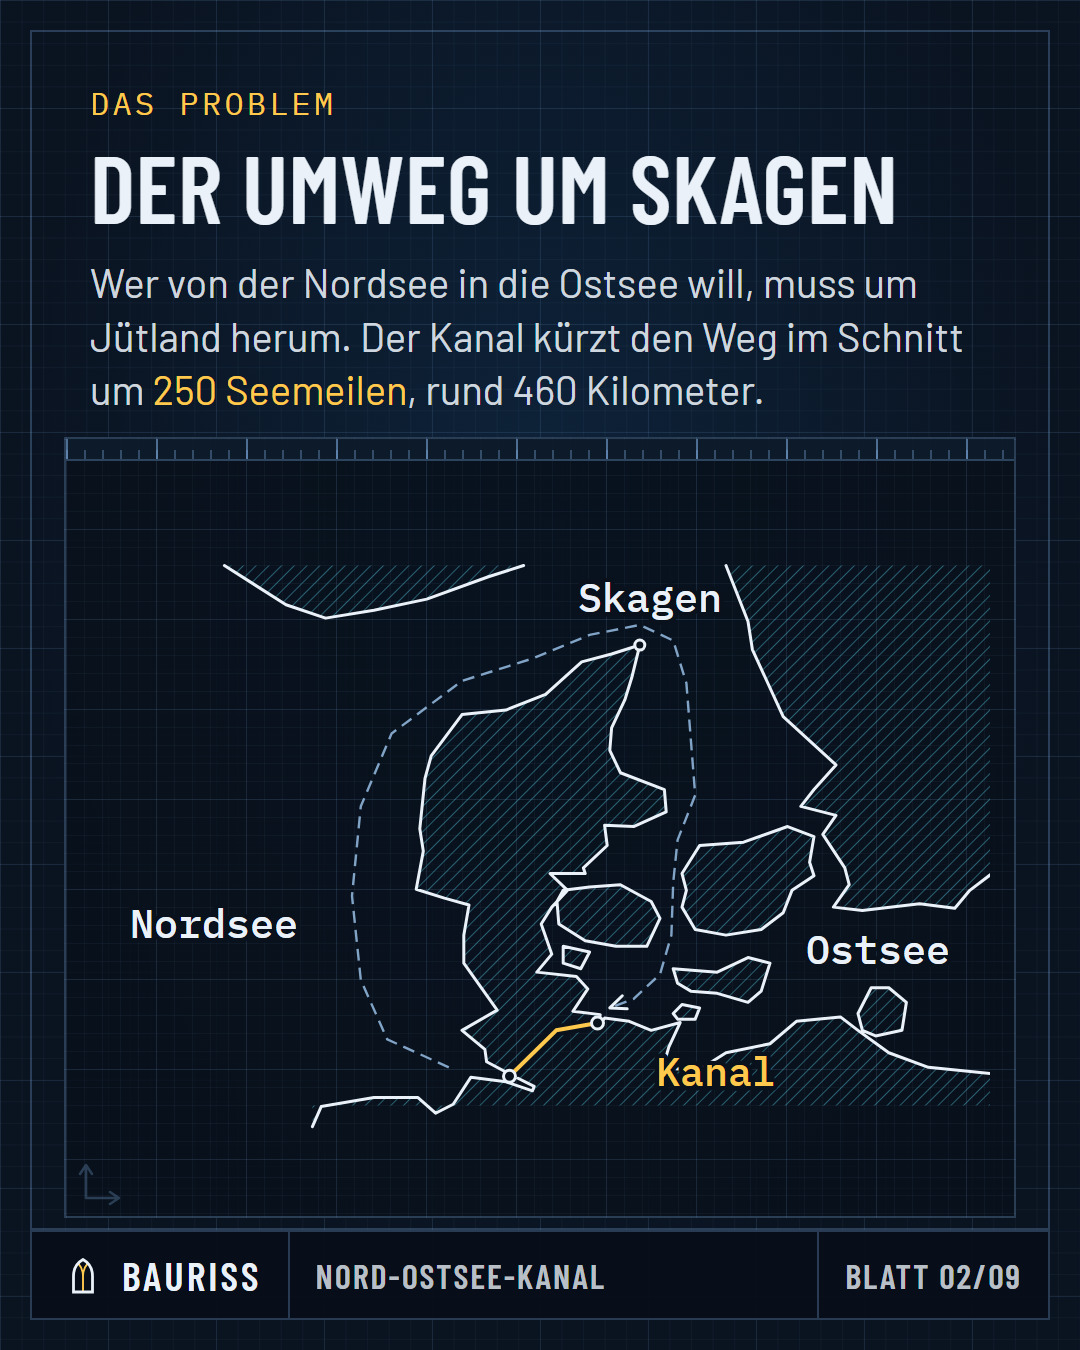 DAS PROBLEM
DER UMWEG UM SKAGEN
Wer von der Nordsee in die Ostsee will, muss um
Jütland herum. Der Kanal kürzt den Weg im Schnitt
um 250 Seemeilen, rund 460 Kilometer.
Skagen
Nordsee
Ostsee
Kanal
BAURISS
NORD-OSTSEE-KANAL
BLATT 02/09